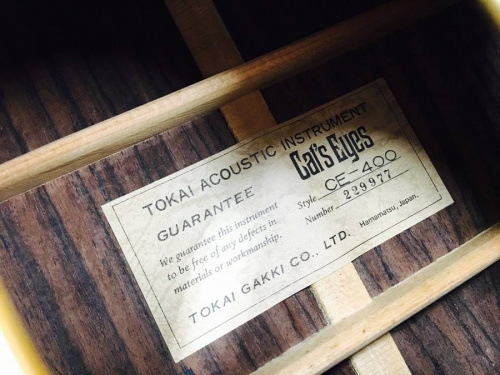 TOKAI ACOUSTIC INSTRUMENT
GUARANTEE
We guarantee this instrument
to be free of any defects in
materials or workmanship.
Cat's Eyes
Style CE-400
Number 229977
TOKAI GAKKI CO., LTD. Hamamatsu, Japan.